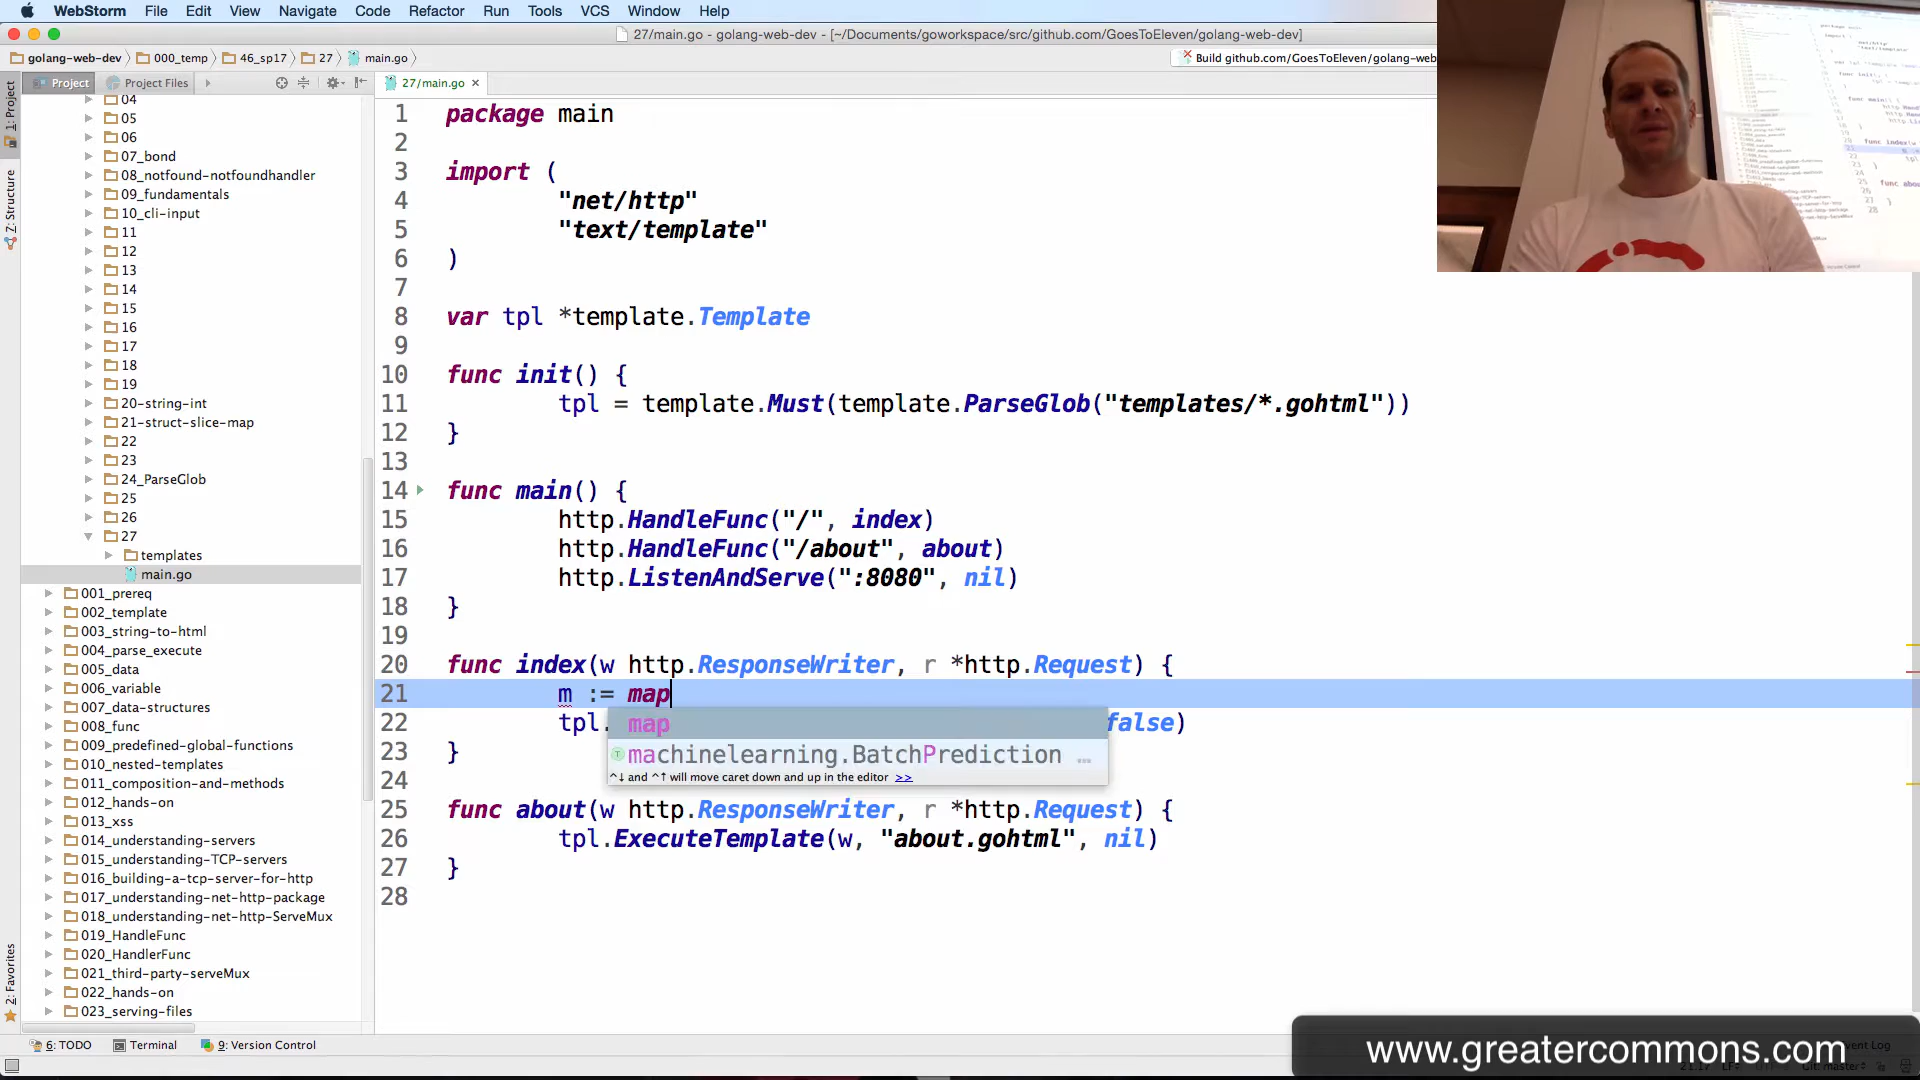 WebStorm File Edit View Navigate Code Refactor Run Tools VCS Window Help
27/main.go - golang-web-dev - [~/Documents/goworkspace/src/github.com/GoesToEleven/golang-web-dev]
golang-web-dev 000_temp 46_sp17 27 main.go Build github.com/GoesToEleven/golang-web
Project Project Files 27/main.go
1: Project
Z: Structure
2: Favorites
04
05
06
07_bond
08_notfound-notfoundhandler
09_fundamentals
10_cli-input
11
12
13
14
15
16
17
18
19
20-string-int
21-struct-slice-map
22
23
24_ParseGlob
25
26
27
templates
main.go
001_prereq
002_template
003_string-to-html
004_parse_execute
005_data
006_variable
007_data-structures
008_func
009_predefined-global-functions
010_nested-templates
011_composition-and-methods
012_hands-on
013_xss
014_understanding-servers
015_understanding-TCP-servers
016_building-a-tcp-server-for-http
017_understanding-net-http-package
018_understanding-net-http-ServeMux
019_HandleFunc
020_HandlerFunc
021_third-party-serveMux
022_hands-on
023_serving-files
1 package main
2
3 import (
4 "net/http"
5 "text/template"
6 )
7
8 var tpl *template.Template
9
10 func init() {
11 tpl = template.Must(template.ParseGlob("templates/*.gohtml"))
12 }
13
14 func main() {
15 http.HandleFunc("/", index)
16 http.HandleFunc("/about", about)
17 http.ListenAndServe(":8080", nil)
18 }
19
20 func index(w http.ResponseWriter, r *http.Request) {
21 m := map
22 tpl. false)
map
machinelearning.BatchPrediction …
^↓ and ^↑ will move caret down and up in the editor >>
23 }
24
25 func about(w http.ResponseWriter, r *http.Request) {
26 tpl.ExecuteTemplate(w, "about.gohtml", nil)
27 }
28
6: TODO Terminal 9: Version Control
www.greatercommons.com